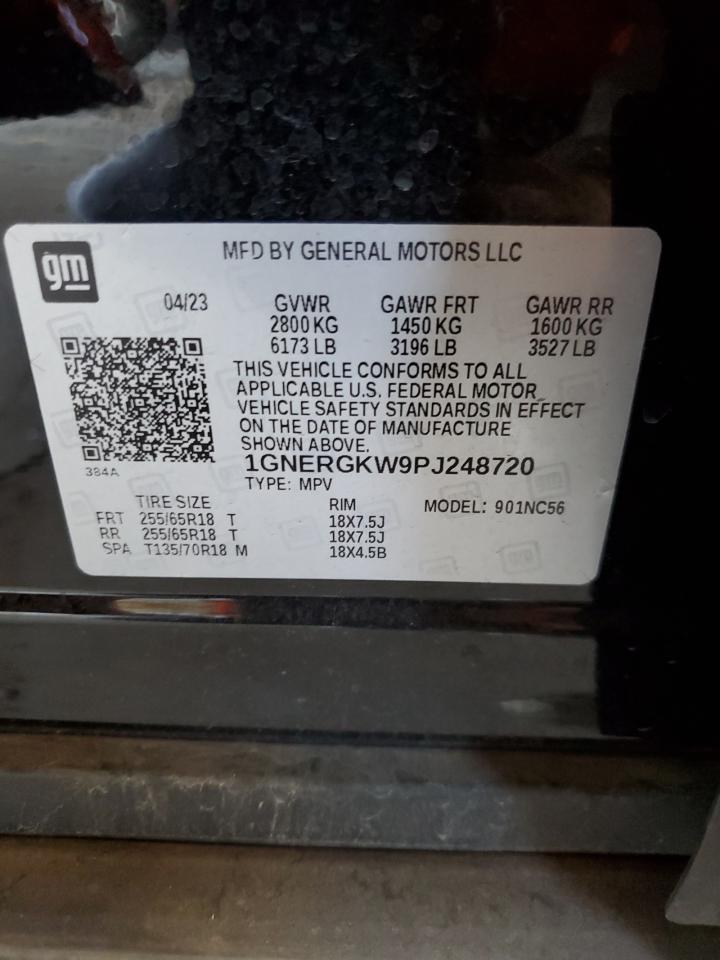 gm
MFD BY GENERAL MOTORS LLC
04/23 GVWR GAWR FRT GAWR RR
2800 KG 1450 KG 1600 KG
6173 LB 3196 LB 3527 LB
THIS VEHICLE CONFORMS TO ALL
APPLICABLE U.S. FEDERAL MOTOR
VEHICLE SAFETY STANDARDS IN EFFECT
ON THE DATE OF MANUFACTURE
SHOWN ABOVE.
384A
1GNERGKW9PJ248720
TYPE: MPV
TIRE SIZE RIM MODEL: 901NC56
FRT 255/65R18 T 18X7.5J
RR 255/65R18 T 18X7.5J
SPA T135/70R18 M 18X4.5B